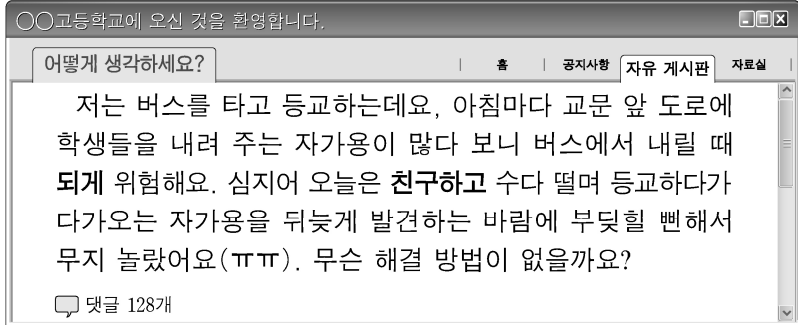 ○○고등학교에 오신 것을 환영합니다.
어떻게 생각하세요?
| 홈 | 공지사항 자유 게시판 자료실 |
저는 버스를 타고 등교하는데요, 아침마다 교문 앞 도로에
학생들을 내려 주는 자가용이 많다 보니 버스에서 내릴 때
되게 위험해요. 심지어 오늘은 친구하고 수다 떨며 등교하다가
다가오는 자가용을 뒤늦게 발견하는 바람에 부딪힐 뻔해서
무지 놀랐어요(ㅠㅠ). 무슨 해결 방법이 없을까요?
댓글 128개